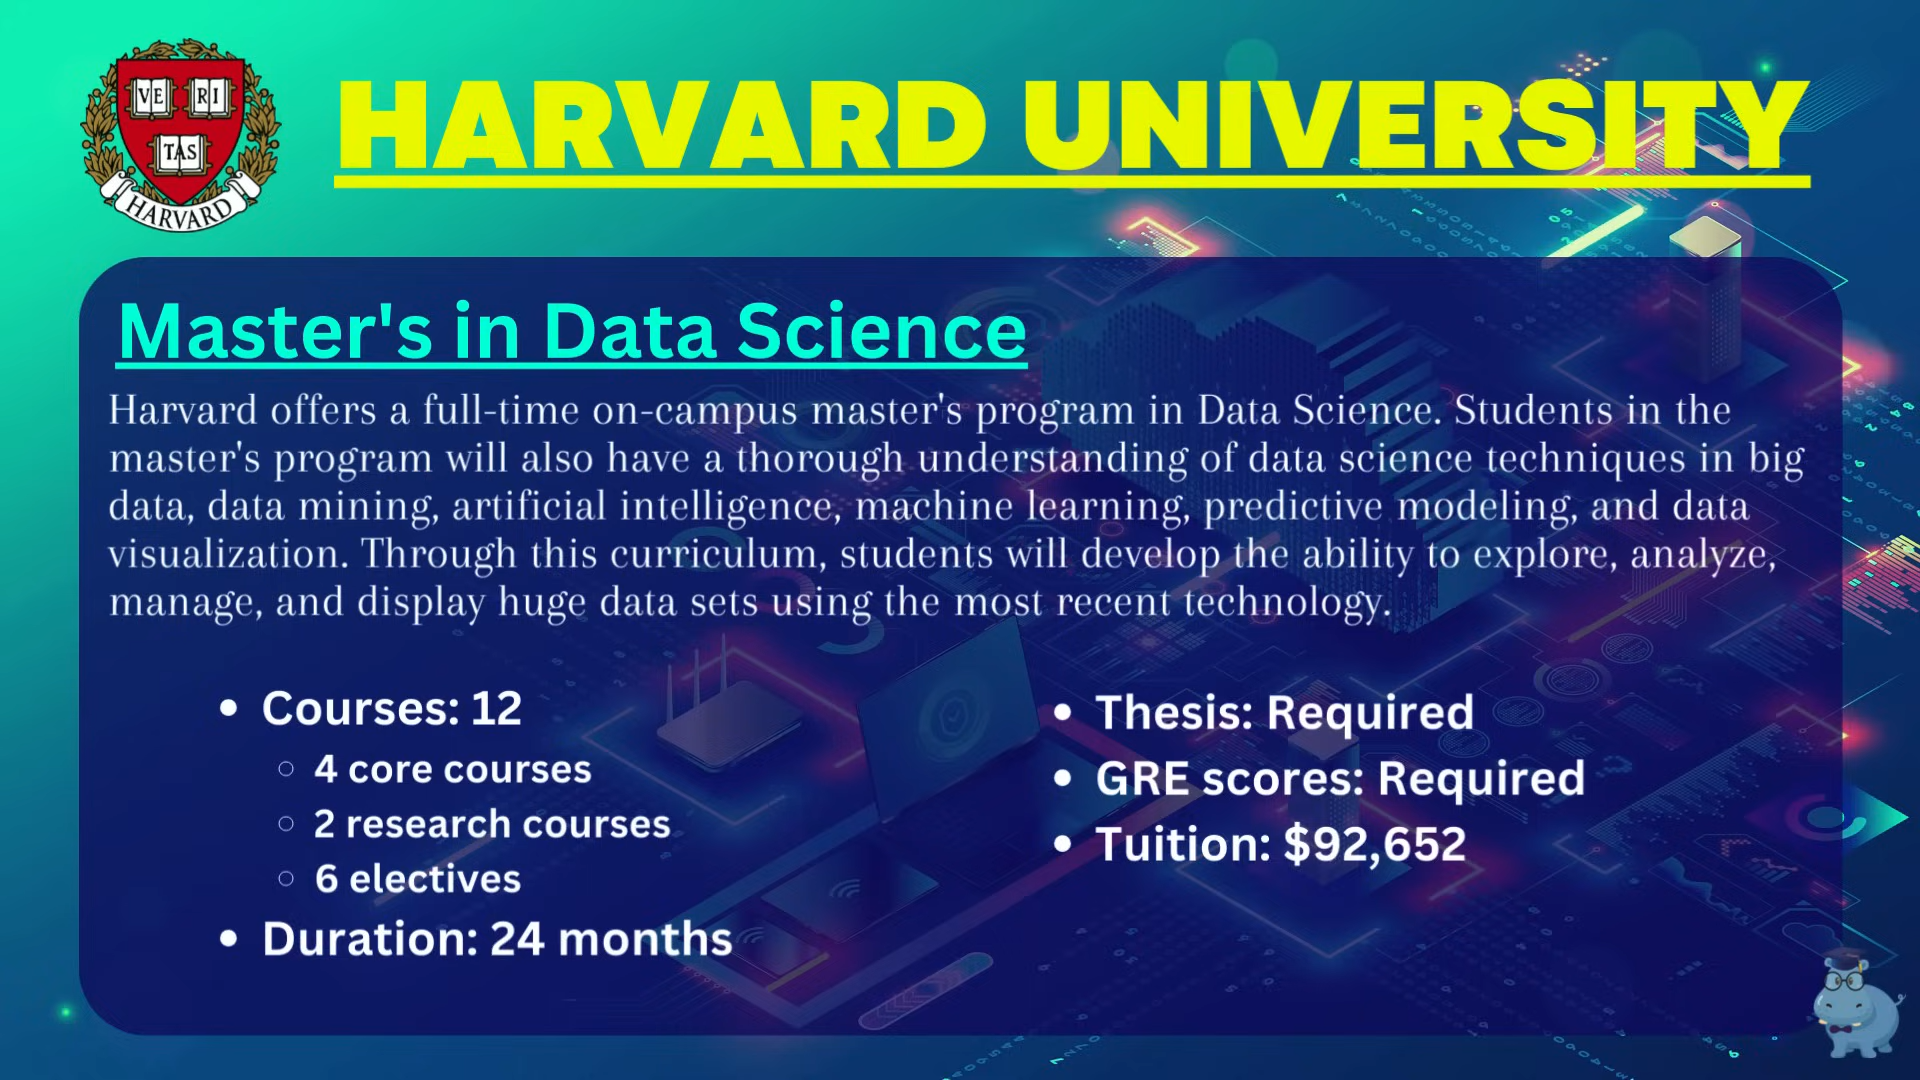 VE RI
TAS
HARVARD
HARVARD UNIVERSITY
Master's in Data Science
Harvard offers a full-time on-campus master's program in Data Science. Students in the
master's program will also have a thorough understanding of data science techniques in big
data, data mining, artificial intelligence, machine learning, predictive modeling, and data
visualization. Through this curriculum, students will develop the ability to explore, analyze,
manage, and display huge data sets using the most recent technology.
• Courses: 12
○ 4 core courses
○ 2 research courses
○ 6 electives
• Duration: 24 months
• Thesis: Required
• GRE scores: Required
• Tuition: $92,652